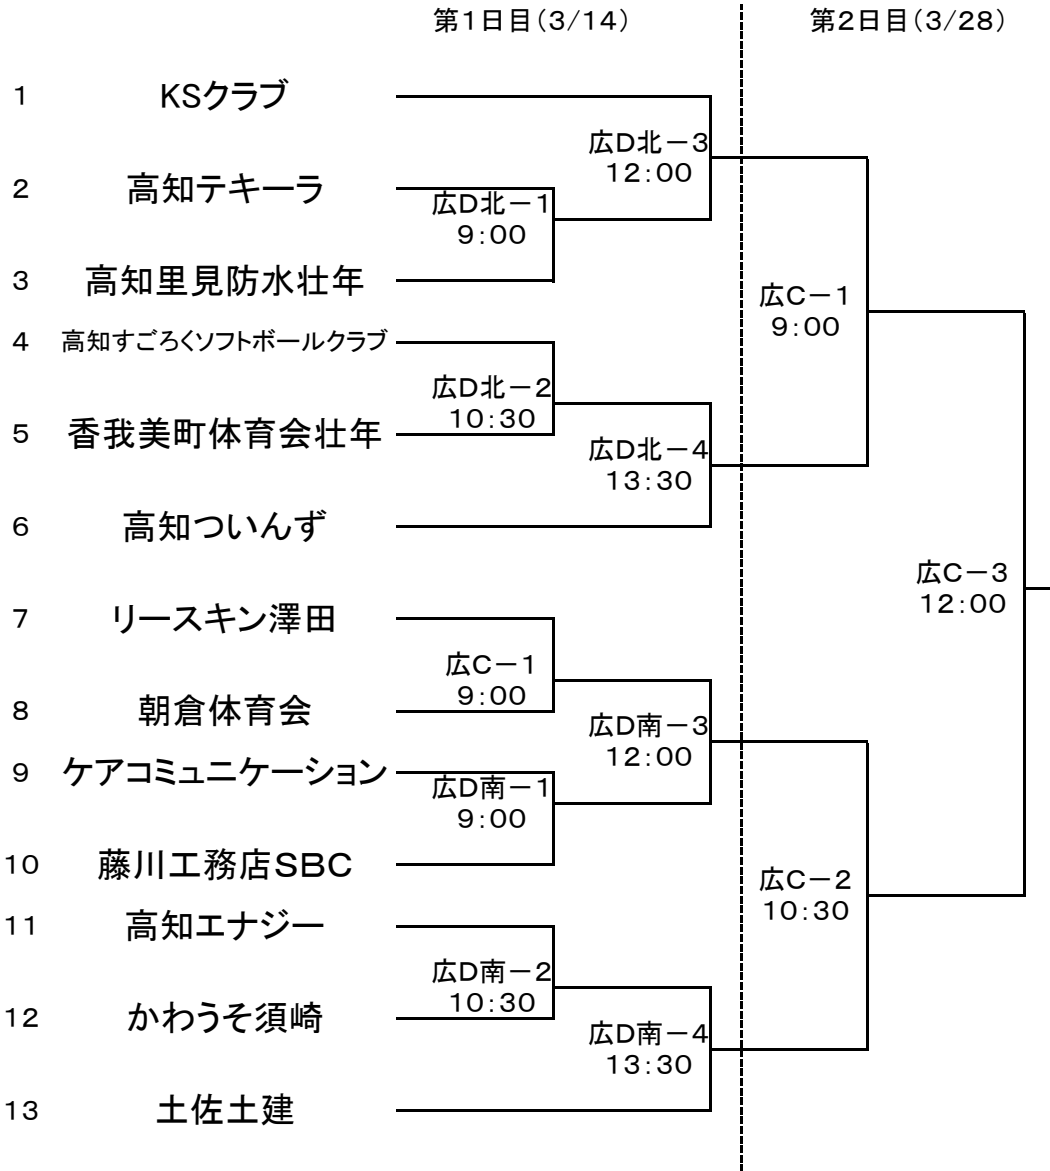 第1日目(3/14)
第2日目(3/28)
1 KSクラブ
広D北－3
12:00
2 高知テキーラ
広D北－1
9:00
3 高知里見防水壮年
広C－1
9:00
4 高知すごろくソフトボールクラブ
広D北－2
10:30
5 香我美町体育会壮年
広D北－4
13:30
6 高知ついんず
広C－3
12:00
7 リースキン澤田
広C－1
9:00
8 朝倉体育会
広D南－3
12:00
9 ケアコミュニケーション
広D南－1
9:00
10 藤川工務店SBC
広C－2
10:30
11 高知エナジー
広D南－2
10:30
12 かわうそ須崎
広D南－4
13:30
13 土佐土建